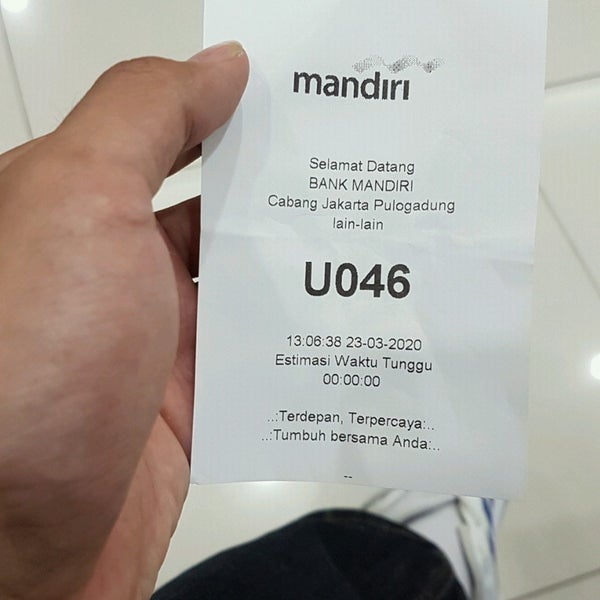 mandırı
Selamat Datang
BANK MANDIRI
Cabang Jakarta Pulogadung
lain-lain
U046
13:06:38 23-03-2020
Estimasi Waktu Tunggu
00:00:00
..:Terdepan, Terpercaya:..
..:Tumbuh bersama Anda:..
--